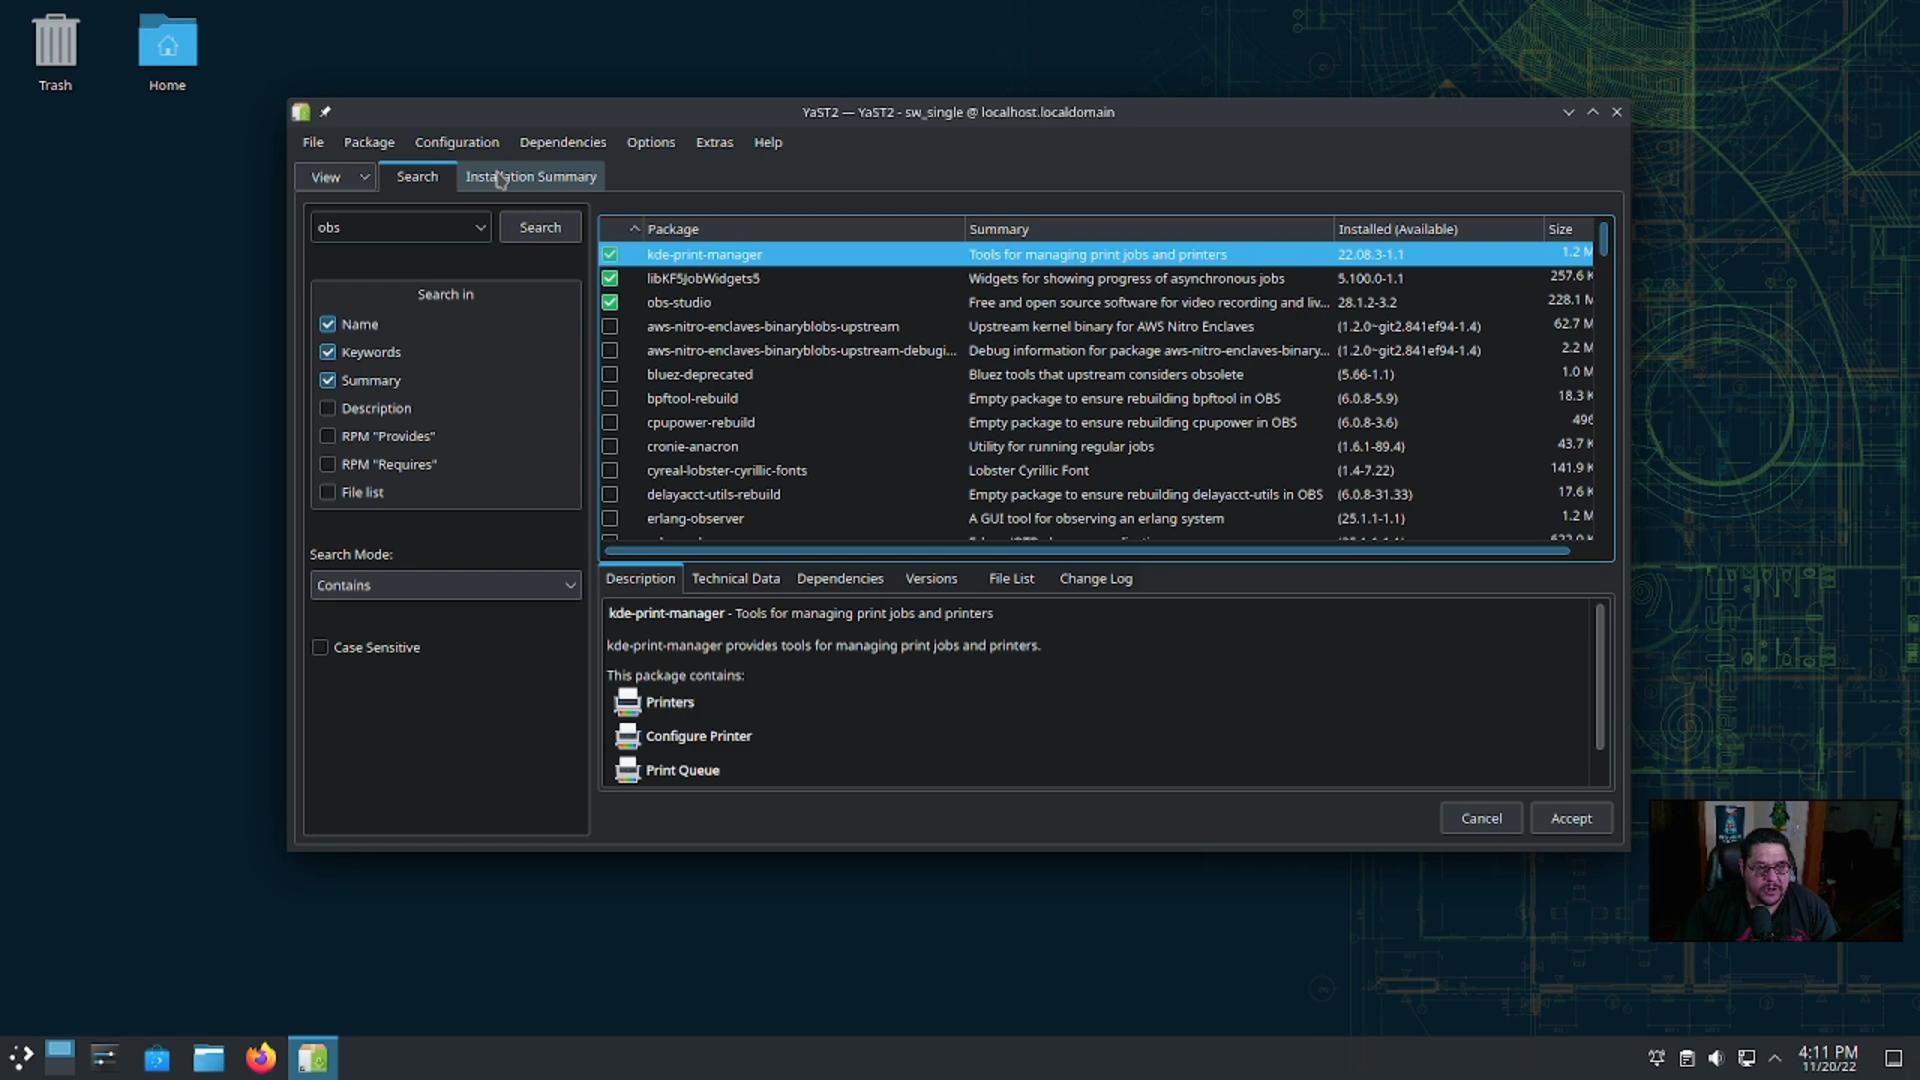 Trash
Home
YaST2 — YaST2 - sw_single @ localhost.localdomain
File Package Configuration Dependencies Options Extras Help
View Search Installation Summary
obs Search
Search in
Name
Keywords
Summary
Description
RPM "Provides"
RPM "Requires"
File list
Search Mode:
Contains
Case Sensitive
Package Summary Installed (Available) Size
kde-print-manager Tools for managing print jobs and printers 22.08.3-1.1 1.2 M
libKF5JobWidgets5 Widgets for showing progress of asynchronous jobs 5.100.0-1.1 257.6 K
obs-studio Free and open source software for video recording and liv... 28.1.2-3.2 228.1 M
aws-nitro-enclaves-binaryblobs-upstream Upstream kernel binary for AWS Nitro Enclaves (1.2.0~git2.841ef94-1.4) 62.7 M
aws-nitro-enclaves-binaryblobs-upstream-debugi... Debug information for package aws-nitro-enclaves-binary... (1.2.0~git2.841ef94-1.4) 2.2 M
bluez-deprecated Bluez tools that upstream considers obsolete (5.66-1.1) 1.0 M
bpftool-rebuild Empty package to ensure rebuilding bpftool in OBS (6.0.8-5.9) 18.3 K
cpupower-rebuild Empty package to ensure rebuilding cpupower in OBS (6.0.8-3.6) 496
cronie-anacron Utility for running regular jobs (1.6.1-89.4) 43.7 K
cyreal-lobster-cyrillic-fonts Lobster Cyrillic Font (1.4-7.22) 141.9 K
delayacct-utils-rebuild Empty package to ensure rebuilding delayacct-utils in OBS (6.0.8-31.33) 17.6 K
erlang-observer A GUI tool for observing an erlang system (25.1.1-1.1) 1.2 M
Description Technical Data Dependencies Versions File List Change Log
kde-print-manager - Tools for managing print jobs and printers
kde-print-manager provides tools for managing print jobs and printers.
This package contains:
Printers
Configure Printer
Print Queue
Cancel Accept
openSUSE
4:11 PM
11/20/22